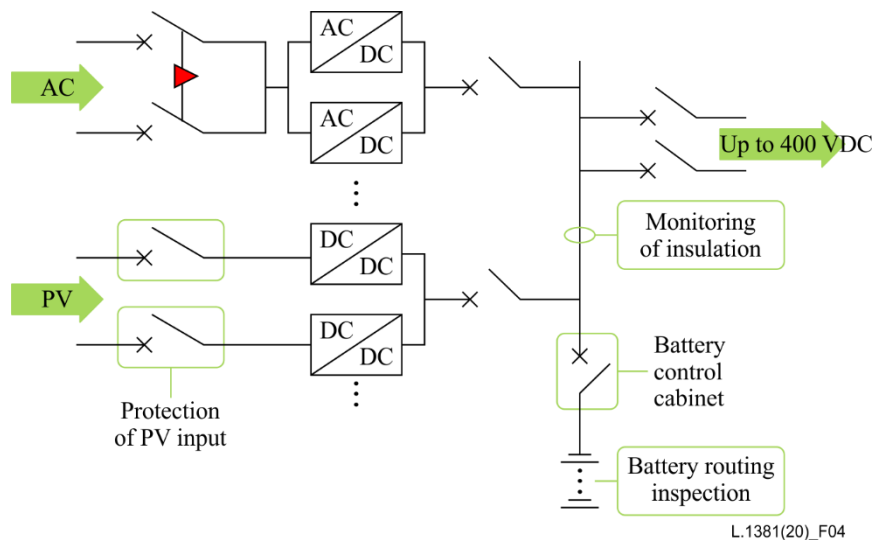 AC
AC
DC
AC
DC
Up to 400 VDC
Monitoring
of insulation
PV
DC
DC
DC
DC
Protection
of PV input
Battery
control
cabinet
Battery routing
inspection
L.1381(20)_F04